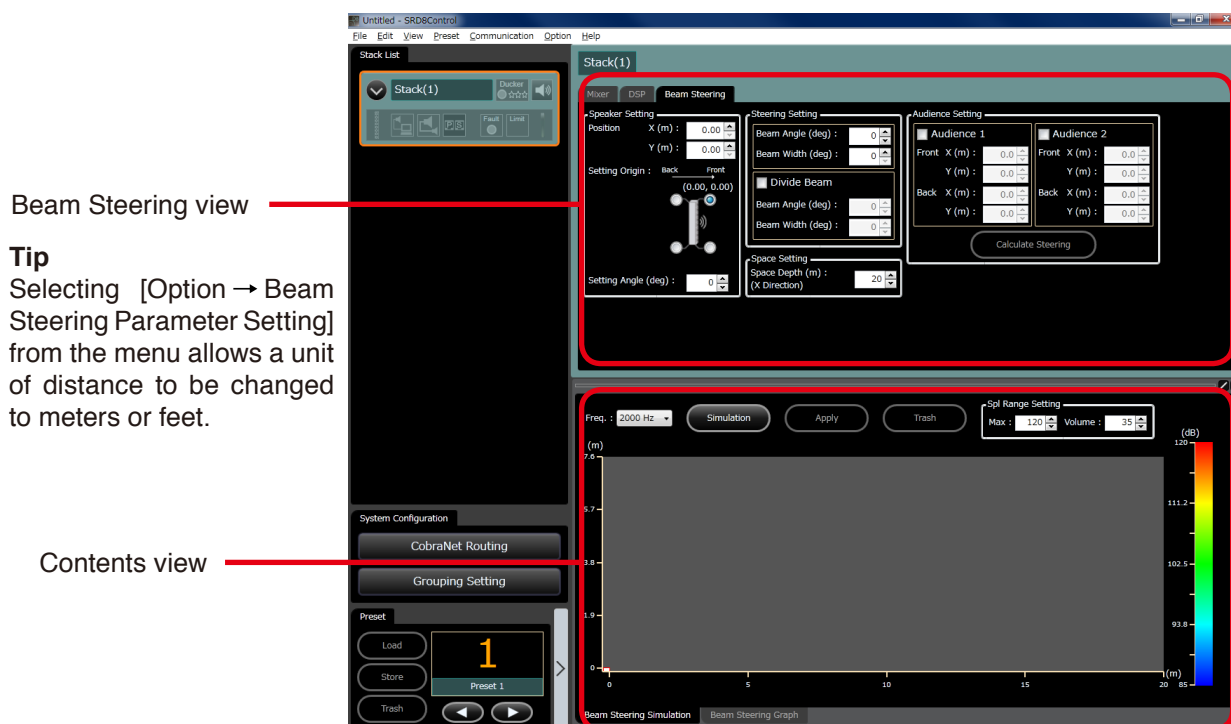 Untitled - SRD8Control
File Edit View Preset Communication Option Help
Stack List
Stack(1)
Ducker
Fault
Limit
P|S
Stack(1)
Mixer DSP Beam Steering
Speaker Setting
Position X (m) : 0.00
Y (m) : 0.00
Setting Origin : Back Front
(0.00, 0.00)
Setting Angle (deg) : 0
Steering Setting
Beam Angle (deg) : 0
Beam Width (deg) : 0
Divide Beam
Beam Angle (deg) : 0
Beam Width (deg) : 0
Space Setting
Space Depth (m) : 20
(X Direction)
Audience Setting
Audience 1
Front X (m) : 0.0
Y (m) : 0.0
Back X (m) : 0.0
Y (m) : 0.0
Audience 2
Front X (m) : 0.0
Y (m) : 0.0
Back X (m) : 0.0
Y (m) : 0.0
Calculate Steering
Beam Steering view
Tip
Selecting [Option → Beam
Steering Parameter Setting]
from the menu allows a unit
of distance to be changed
to meters or feet.
Contents view
Freq. : 2000 Hz Simulation Apply Trash
Spl Range Setting
Max : 120 Volume : 35
(m)
7.6
5.7
3.8
1.9
0
0 5 10 15 20
(m)
(dB)
120
111.2
102.5
93.8
85
Beam Steering Simulation Beam Steering Graph
System Configuration
CobraNet Routing
Grouping Setting
Preset
Load
Store
Trash
1
Preset 1